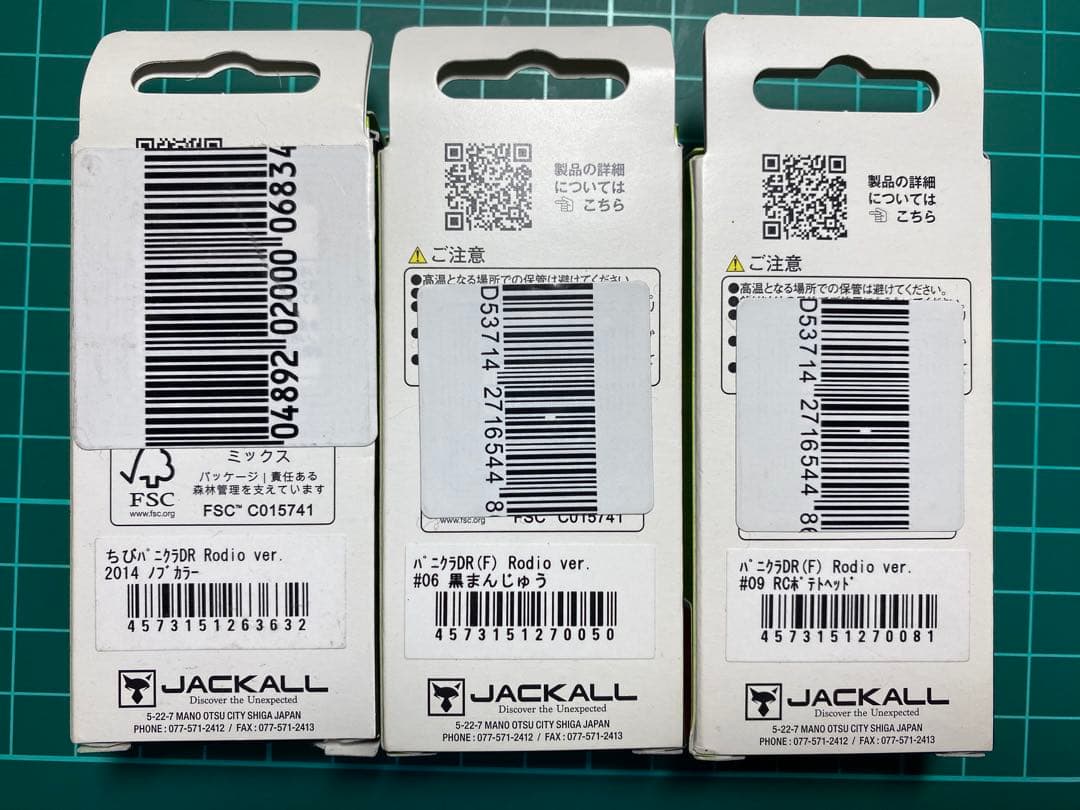 04892 02000 06834
ミックス
パッケージ|責任ある
森林管理を支えています
FSC
www.fsc.org
FSC™ C015741
ちびパニクラDR Rodio ver.
2014 ノブカラー
4573151263632
JACKALL
Discover the Unexpected
5-22-7 MANO OTSU CITY SHIGA JAPAN
PHONE : 077-571-2412 / FAX : 077-571-2413
製品の詳細
については
こちら
ご注意
●高温となる場所での保管は避けてください。
D53714 2716544 8
www.fsc.org
FSC C015741
パニクラDR(F) Rodio ver.
#06 黒まんじゅう
4573151270050
JACKALL
Discover the Unexpected
5-22-7 MANO OTSU CITY SHIGA JAPAN
PHONE : 077-571-2412 / FAX : 077-571-2413
製品の詳細
については
こちら
ご注意
●高温となる場所での保管は避けてください。
D53714 2716544 86
パニクラDR(F) Rodio ver.
#09 RCポテトヘッド
4573151270081
JACKALL
Discover the Unexpected
5-22-7 MANO OTSU CITY SHIGA JAPAN
PHONE : 077-571-2412 / FAX : 077-571-2413